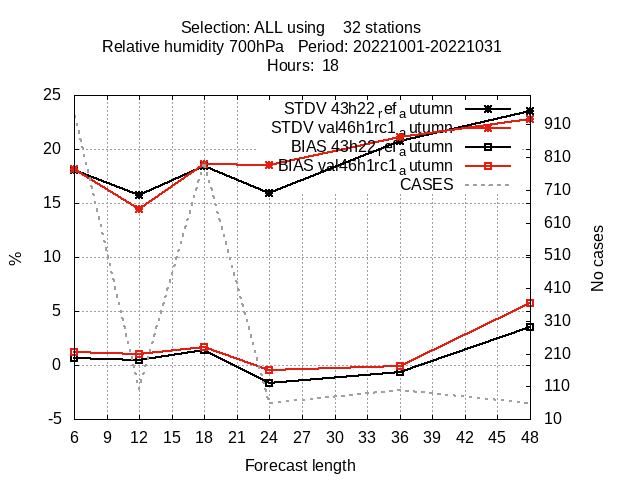 Selection: ALL using    32 stations
Relative humidity 700hPa   Period: 20221001-20221031
Hours:  18
STDV 43h22_ref_autumn
STDV val46h1rc1_autumn
BIAS 43h22_ref_autumn
BIAS val46h1rc1_autumn
CASES
25
20
15
10
5
0
-5
%
910
810
710
610
510
410
310
210
110
10
No cases
6 9 12 15 18 21 24 27 30 33 36 39 42 45 48
Forecast length